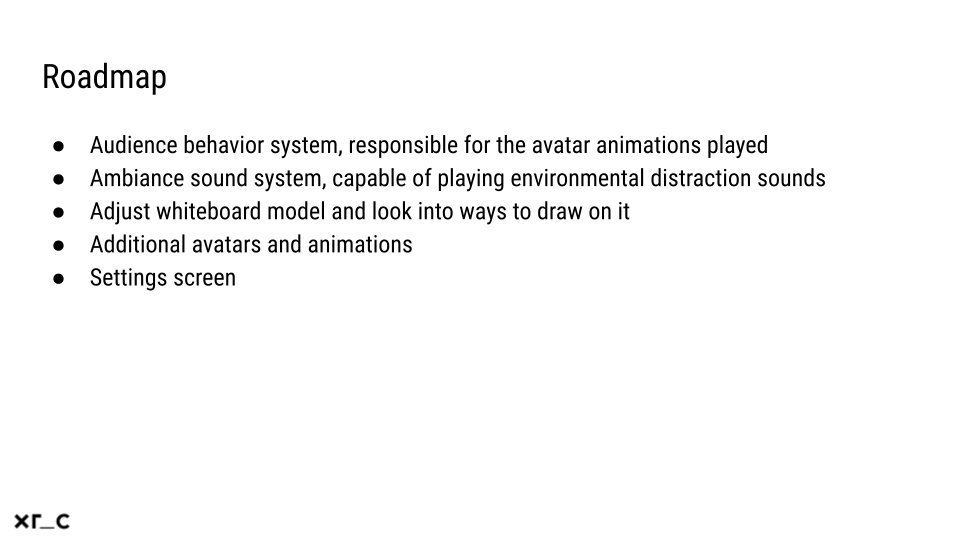 Roadmap
● Audience behavior system, responsible for the avatar animations played
● Ambiance sound system, capable of playing environmental distraction sounds
● Adjust whiteboard model and look into ways to draw on it
● Additional avatars and animations
● Settings screen
xr_c